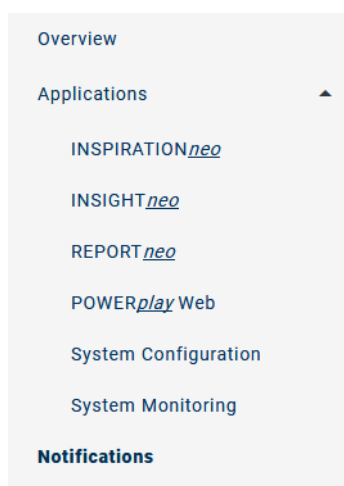 Overview
Applications
INSPIRATIONneo
INSIGHTneo
REPORTneo
POWERplay Web
System Configuration
System Monitoring
Notifications